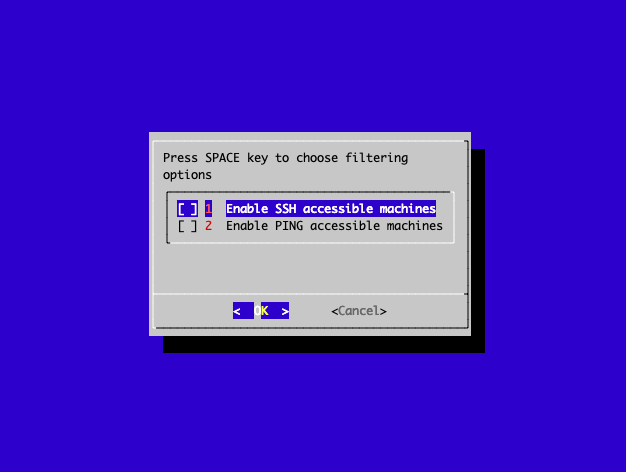 Press SPACE key to choose filtering
options
[ ] 1 Enable SSH accessible machines
[ ] 2 Enable PING accessible machines
< OK > <Cancel>